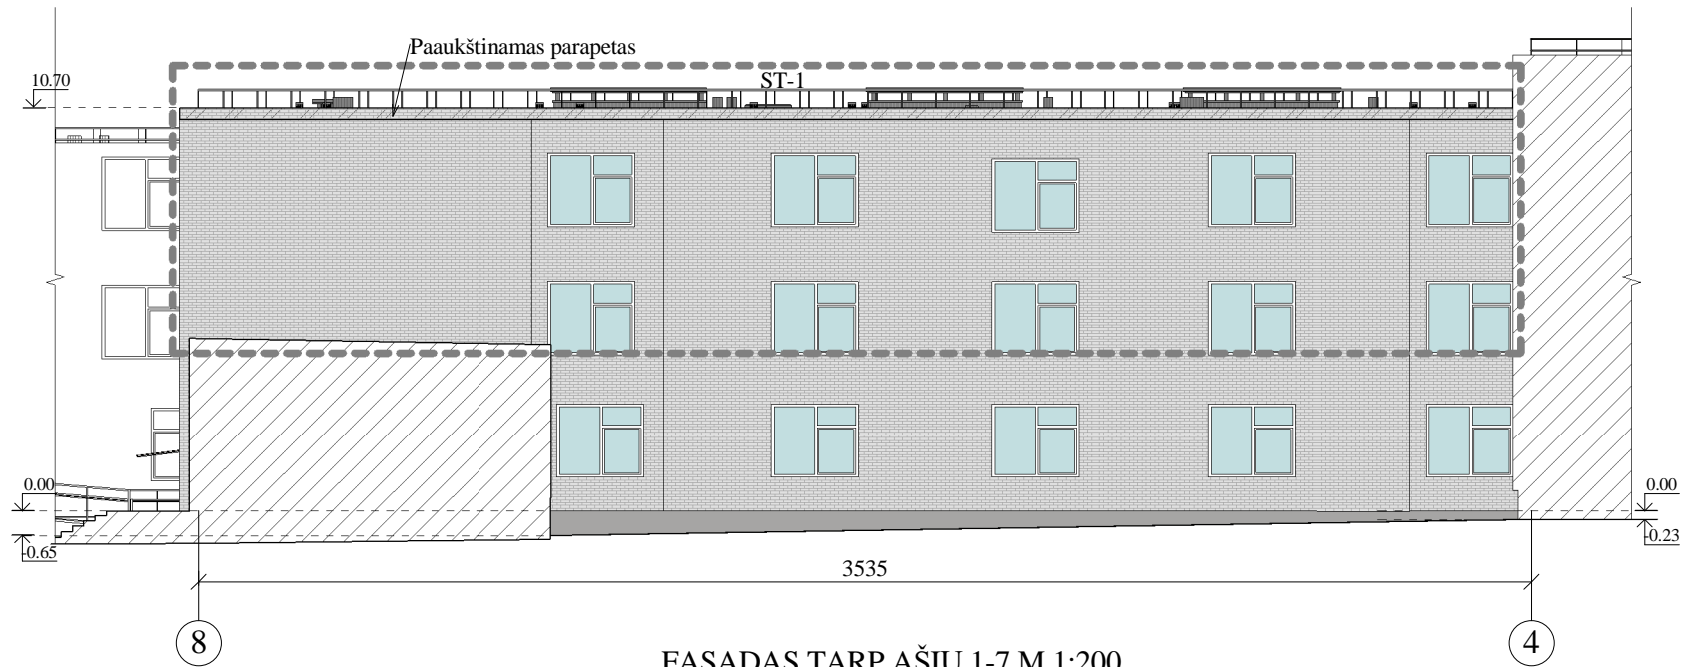 Paaukštinamas parapetas
ST-1
10.70
0.00
-0.65
0.00
-0.23
3535
8
4
FASADAS TARP AŠIŲ 1-7 M 1:200